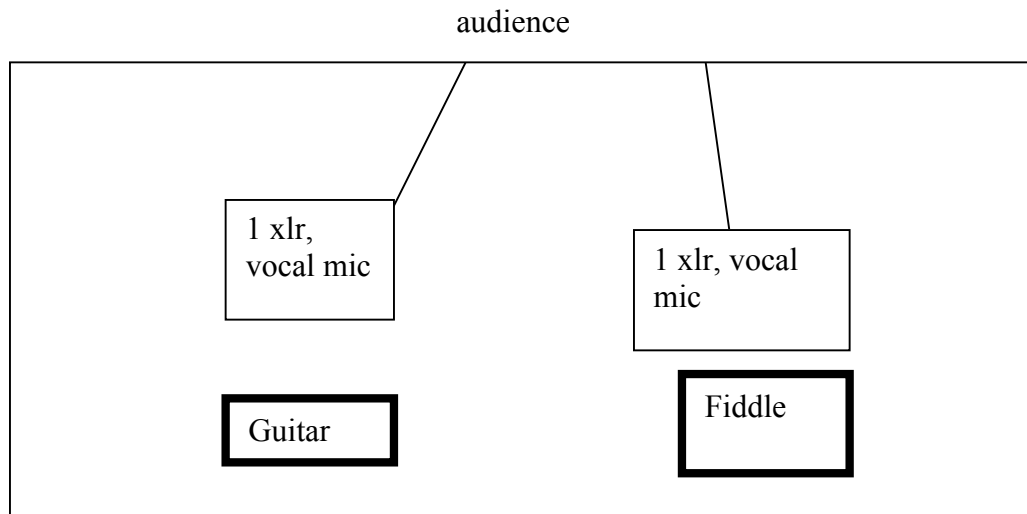 audience
1 xlr,
vocal mic
1 xlr, vocal
mic
Guitar
Fiddle